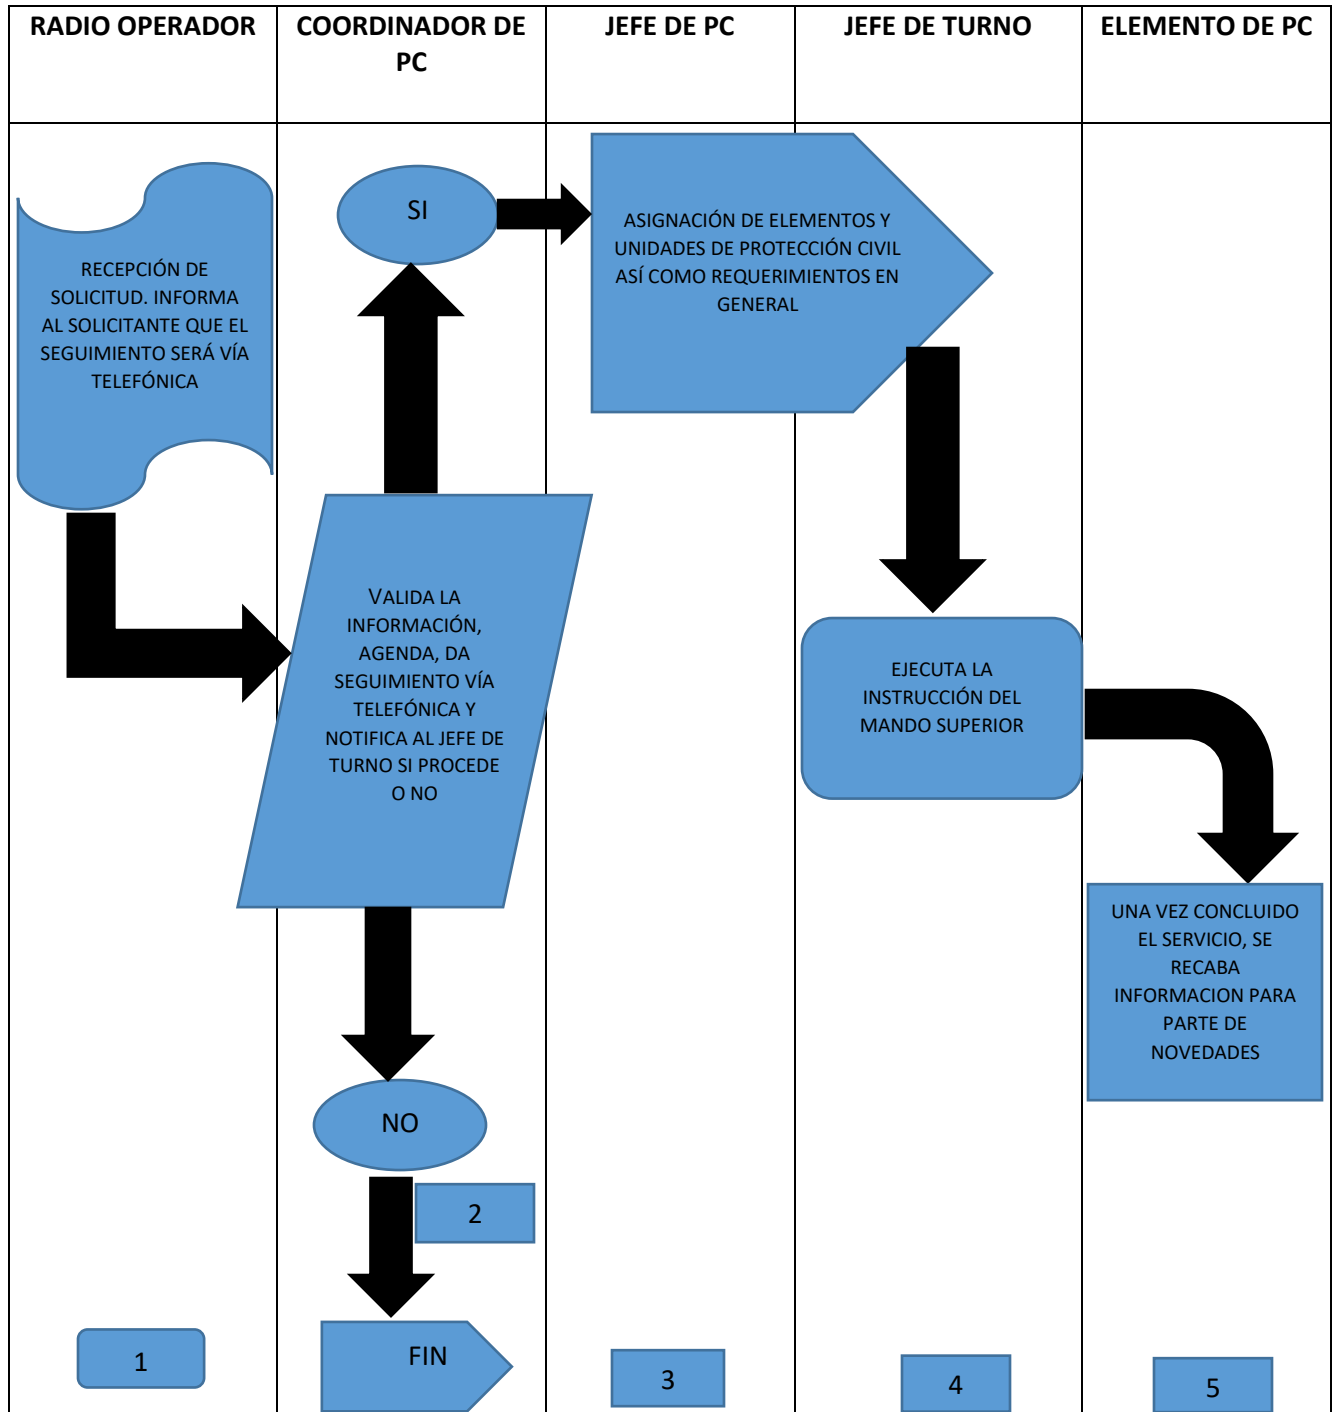 RADIO OPERADOR
COORDINADOR DE
PC
JEFE DE PC
JEFE DE TURNO
ELEMENTO DE PC
RECEPCIÓN DE
SOLICITUD. INFORMA
AL SOLICITANTE QUE EL
SEGUIMIENTO SERÁ VÍA
TELEFÓNICA
SI
ASIGNACIÓN DE ELEMENTOS Y
UNIDADES DE PROTECCIÓN CIVIL
ASÍ COMO REQUERIMIENTOS EN
GENERAL
VALIDA LA
INFORMACIÓN,
AGENDA, DA
SEGUIMIENTO VÍA
TELEFÓNICA Y
NOTIFICA AL JEFE DE
TURNO SI PROCEDE
O NO
EJECUTA LA
INSTRUCCIÓN DEL
MANDO SUPERIOR
UNA VEZ CONCLUIDO
EL SERVICIO, SE
RECABA
INFORMACION PARA
PARTE DE
NOVEDADES
NO
2
FIN
1
3
4
5